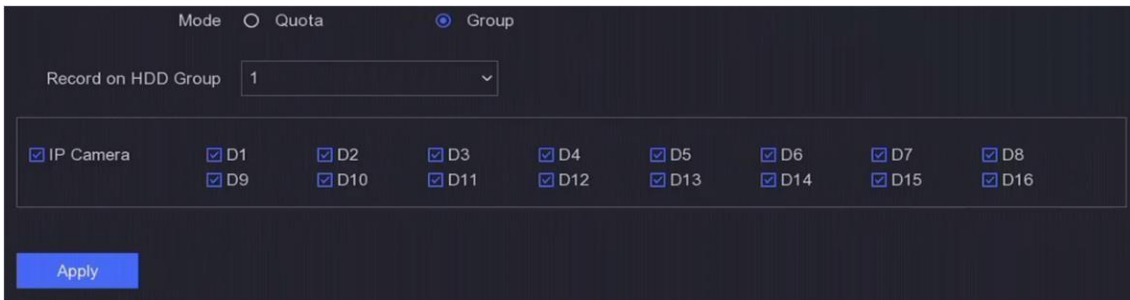 Mode Quota Group
Record on HDD Group 1
IP Camera D1 D2 D3 D4 D5 D6 D7 D8
D9 D10 D11 D12 D13 D14 D15 D16
Apply